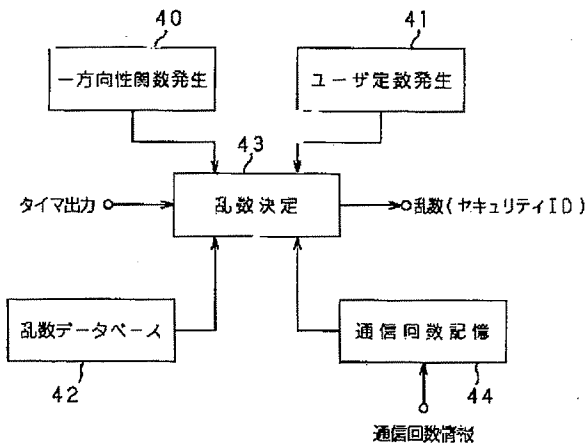 40
41
一方向性関数発生
ユーザ定数発生
43
タイマ出力
乱数決定
乱数(セキュリティID)
乱数データベース
通信回数記憶
42
44
通信回数情報